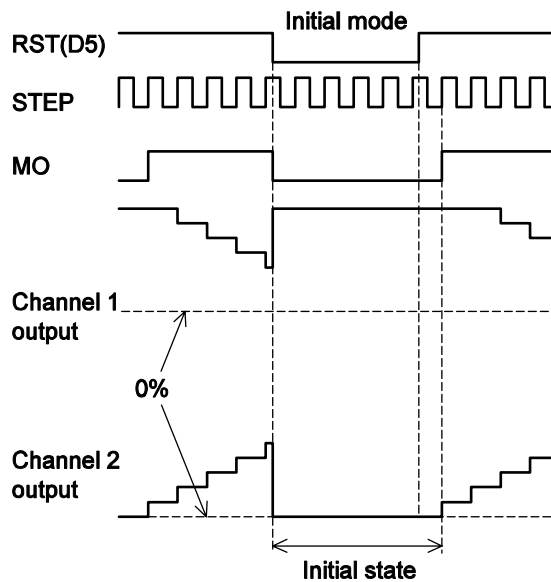 Initial mode
RST(D5)
STEP
MO
Channel 1
output
0%
Channel 2
output
Initial state